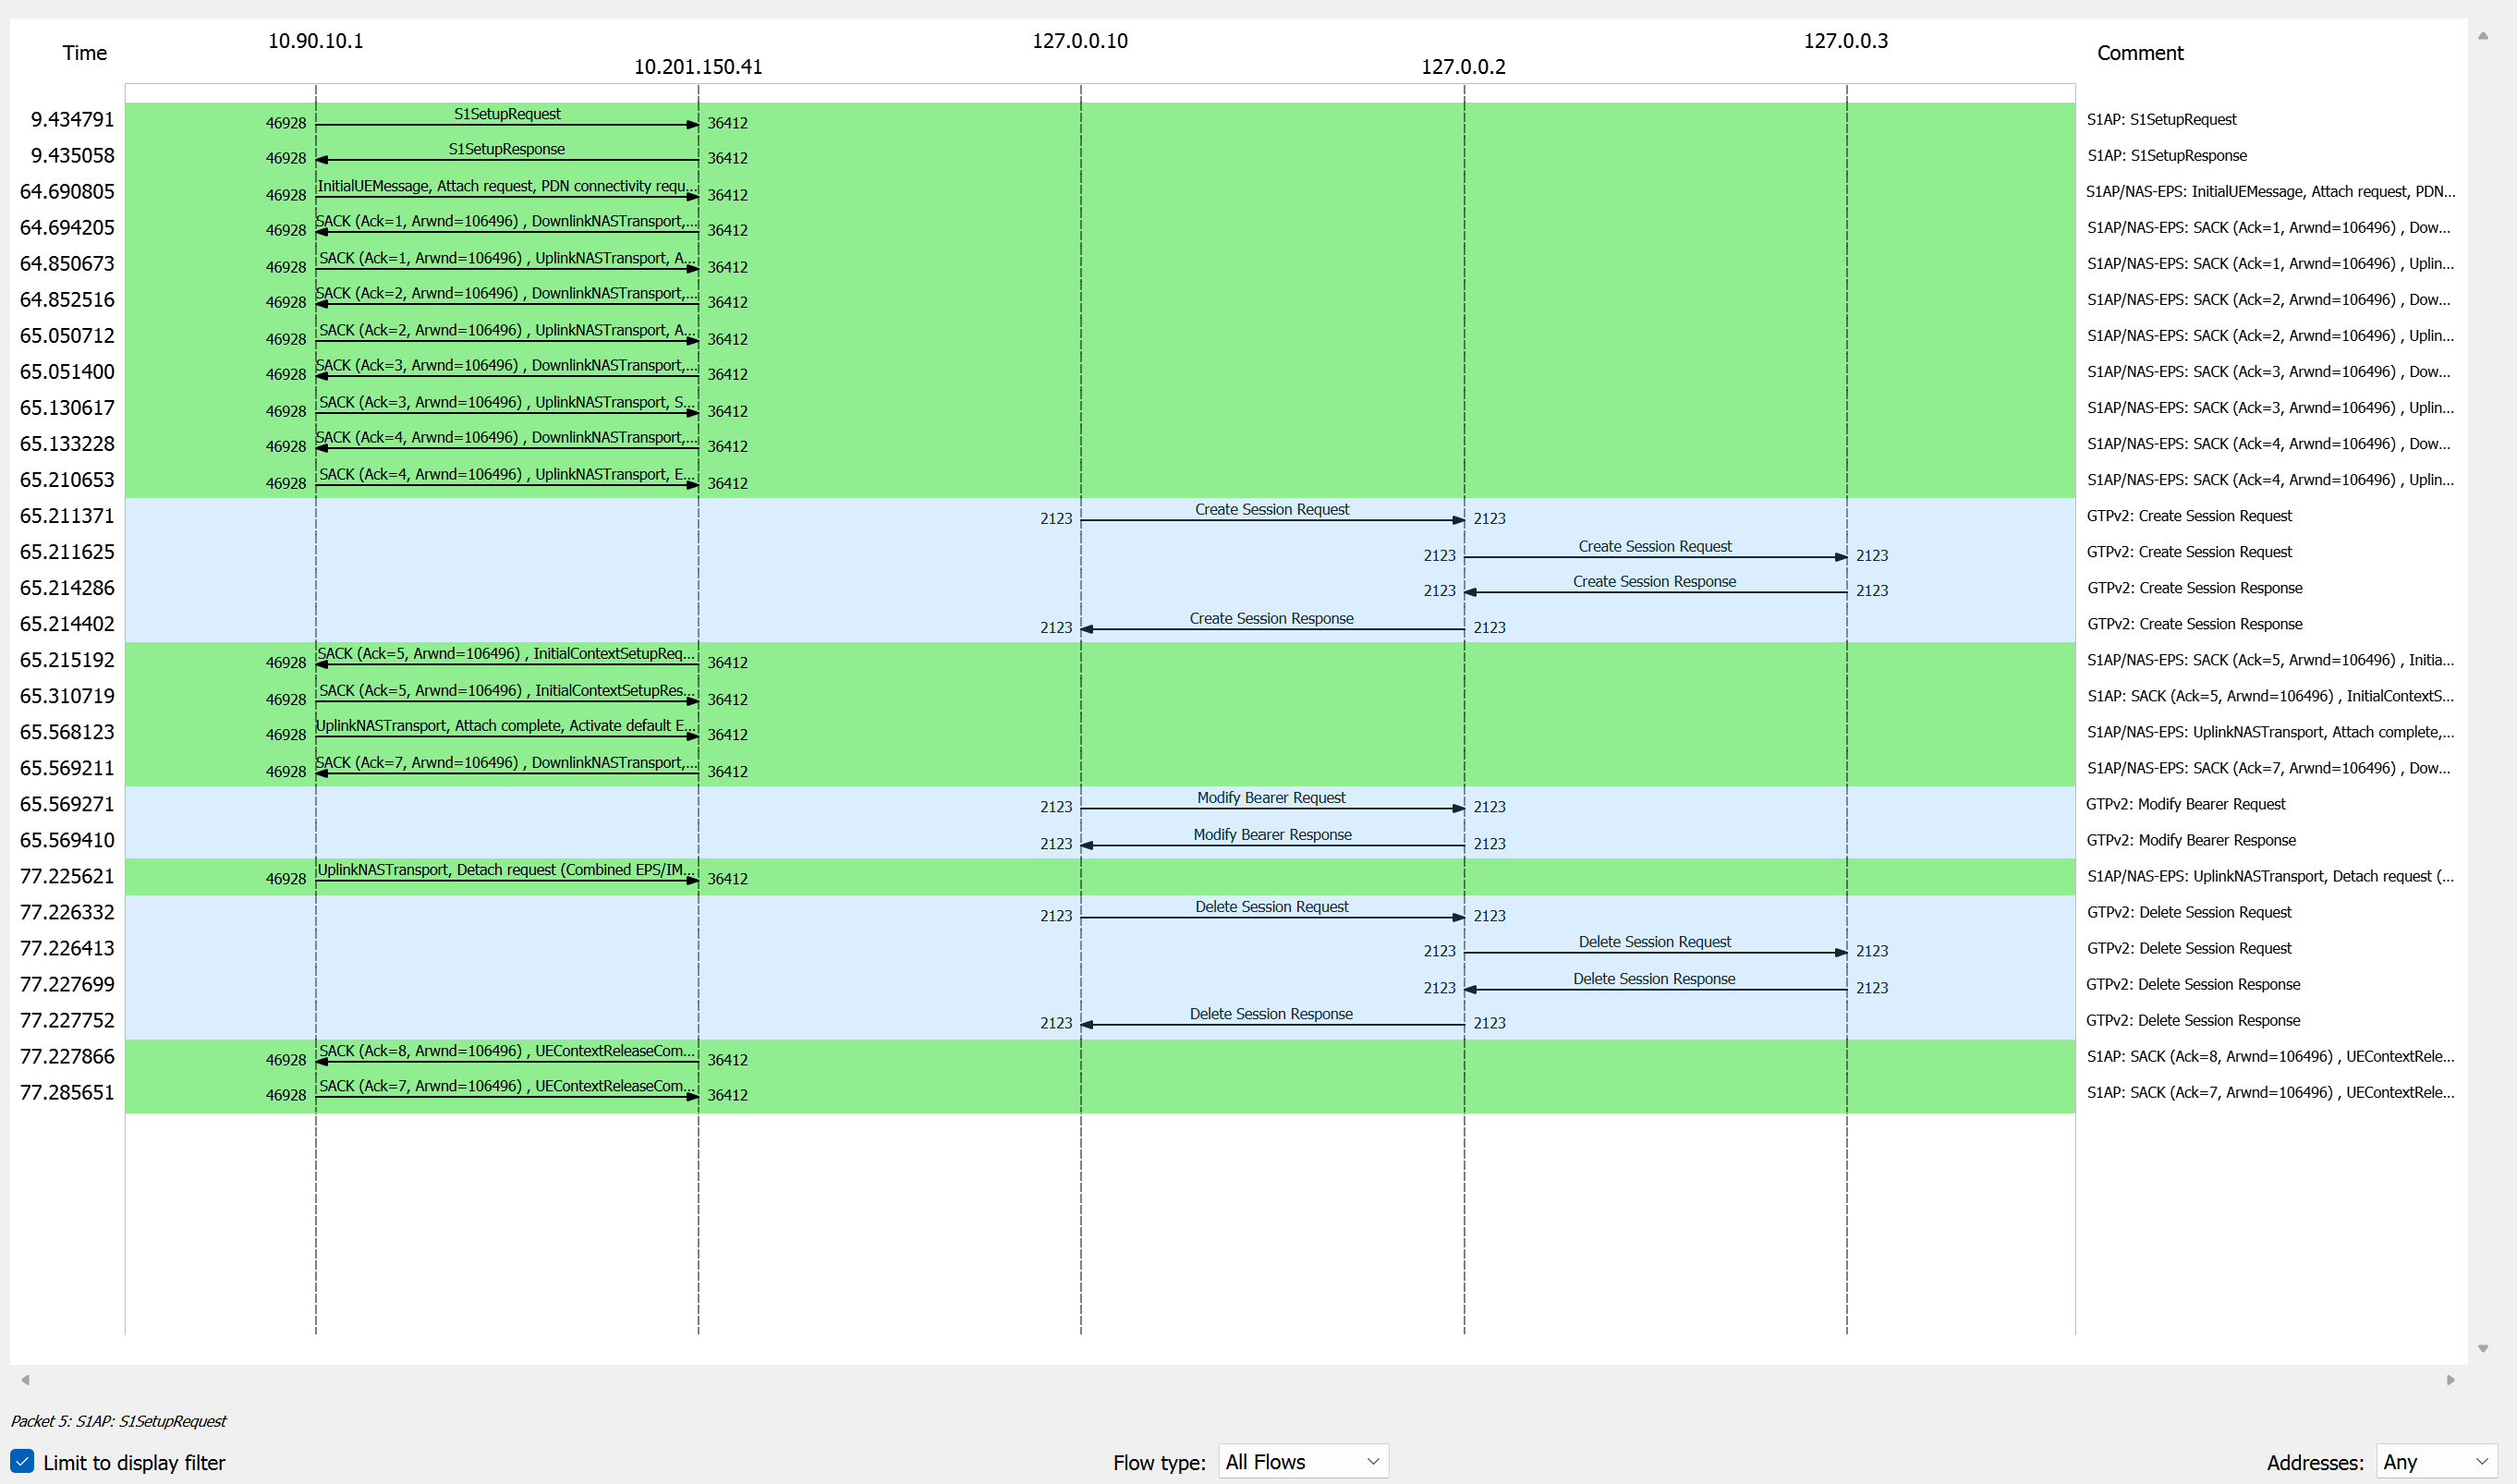 10.90.10.1 127.0.0.10 127.0.0.3
Time Comment
10.201.150.41 127.0.0.2
9.434791 46928 S1SetupRequest 36412 S1AP: S1SetupRequest
9.435058 46928 S1SetupResponse 36412 S1AP: S1SetupResponse
64.690805 46928 InitialUEMessage, Attach request, PDN connectivity requ... 36412 S1AP/NAS-EPS: InitialUEMessage, Attach request, PDN...
64.694205 46928 SACK (Ack=1, Arwnd=106496) , DownlinkNASTransport,... 36412 S1AP/NAS-EPS: SACK (Ack=1, Arwnd=106496) , Dow...
64.850673 46928 SACK (Ack=1, Arwnd=106496) , UplinkNASTransport, A... 36412 S1AP/NAS-EPS: SACK (Ack=1, Arwnd=106496) , Uplin...
64.852516 46928 SACK (Ack=2, Arwnd=106496) , DownlinkNASTransport,... 36412 S1AP/NAS-EPS: SACK (Ack=2, Arwnd=106496) , Dow...
65.050712 46928 SACK (Ack=2, Arwnd=106496) , UplinkNASTransport, A... 36412 S1AP/NAS-EPS: SACK (Ack=2, Arwnd=106496) , Uplin...
65.051400 46928 SACK (Ack=3, Arwnd=106496) , DownlinkNASTransport,... 36412 S1AP/NAS-EPS: SACK (Ack=3, Arwnd=106496) , Dow...
65.130617 46928 SACK (Ack=3, Arwnd=106496) , UplinkNASTransport, S... 36412 S1AP/NAS-EPS: SACK (Ack=3, Arwnd=106496) , Uplin...
65.133228 46928 SACK (Ack=4, Arwnd=106496) , DownlinkNASTransport,... 36412 S1AP/NAS-EPS: SACK (Ack=4, Arwnd=106496) , Dow...
65.210653 46928 SACK (Ack=4, Arwnd=106496) , UplinkNASTransport, E... 36412 S1AP/NAS-EPS: SACK (Ack=4, Arwnd=106496) , Uplin...
65.211371 2123 Create Session Request 2123 GTPv2: Create Session Request
65.211625 2123 Create Session Request 2123 GTPv2: Create Session Request
65.214286 2123 Create Session Response 2123 GTPv2: Create Session Response
65.214402 2123 Create Session Response 2123 GTPv2: Create Session Response
65.215192 46928 SACK (Ack=5, Arwnd=106496) , InitialContextSetupReq... 36412 S1AP/NAS-EPS: SACK (Ack=5, Arwnd=106496) , Initia...
65.310719 46928 SACK (Ack=5, Arwnd=106496) , InitialContextSetupRes... 36412 S1AP: SACK (Ack=5, Arwnd=106496) , InitialContextS...
65.568123 46928 UplinkNASTransport, Attach complete, Activate default E... 36412 S1AP/NAS-EPS: UplinkNASTransport, Attach complete,...
65.569211 46928 SACK (Ack=7, Arwnd=106496) , DownlinkNASTransport,... 36412 S1AP/NAS-EPS: SACK (Ack=7, Arwnd=106496) , Dow...
65.569271 2123 Modify Bearer Request 2123 GTPv2: Modify Bearer Request
65.569410 2123 Modify Bearer Response 2123 GTPv2: Modify Bearer Response
77.225621 46928 UplinkNASTransport, Detach request (Combined EPS/IM... 36412 S1AP/NAS-EPS: UplinkNASTransport, Detach request (...
77.226332 2123 Delete Session Request 2123 GTPv2: Delete Session Request
77.226413 2123 Delete Session Request 2123 GTPv2: Delete Session Request
77.227699 2123 Delete Session Response 2123 GTPv2: Delete Session Response
77.227752 2123 Delete Session Response 2123 GTPv2: Delete Session Response
77.227866 46928 SACK (Ack=8, Arwnd=106496) , UEContextReleaseCom... 36412 S1AP: SACK (Ack=8, Arwnd=106496) , UEContextRele...
77.285651 46928 SACK (Ack=7, Arwnd=106496) , UEContextReleaseCom... 36412 S1AP: SACK (Ack=7, Arwnd=106496) , UEContextRele...
Packet 5: S1AP: S1SetupRequest
Limit to display filter Flow type: All Flows Addresses: Any